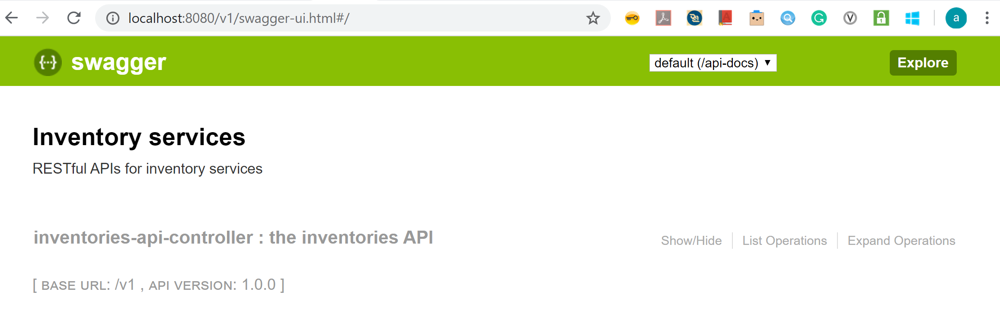 localhost:8080/v1/swagger-ui.html#/
a
{···} swagger default (/api-docs) Explore
Inventory services
RESTful APIs for inventory services
inventories-api-controller : the inventories API Show/Hide List Operations Expand Operations
[ BASE URL: /v1 , API VERSION: 1.0.0 ]